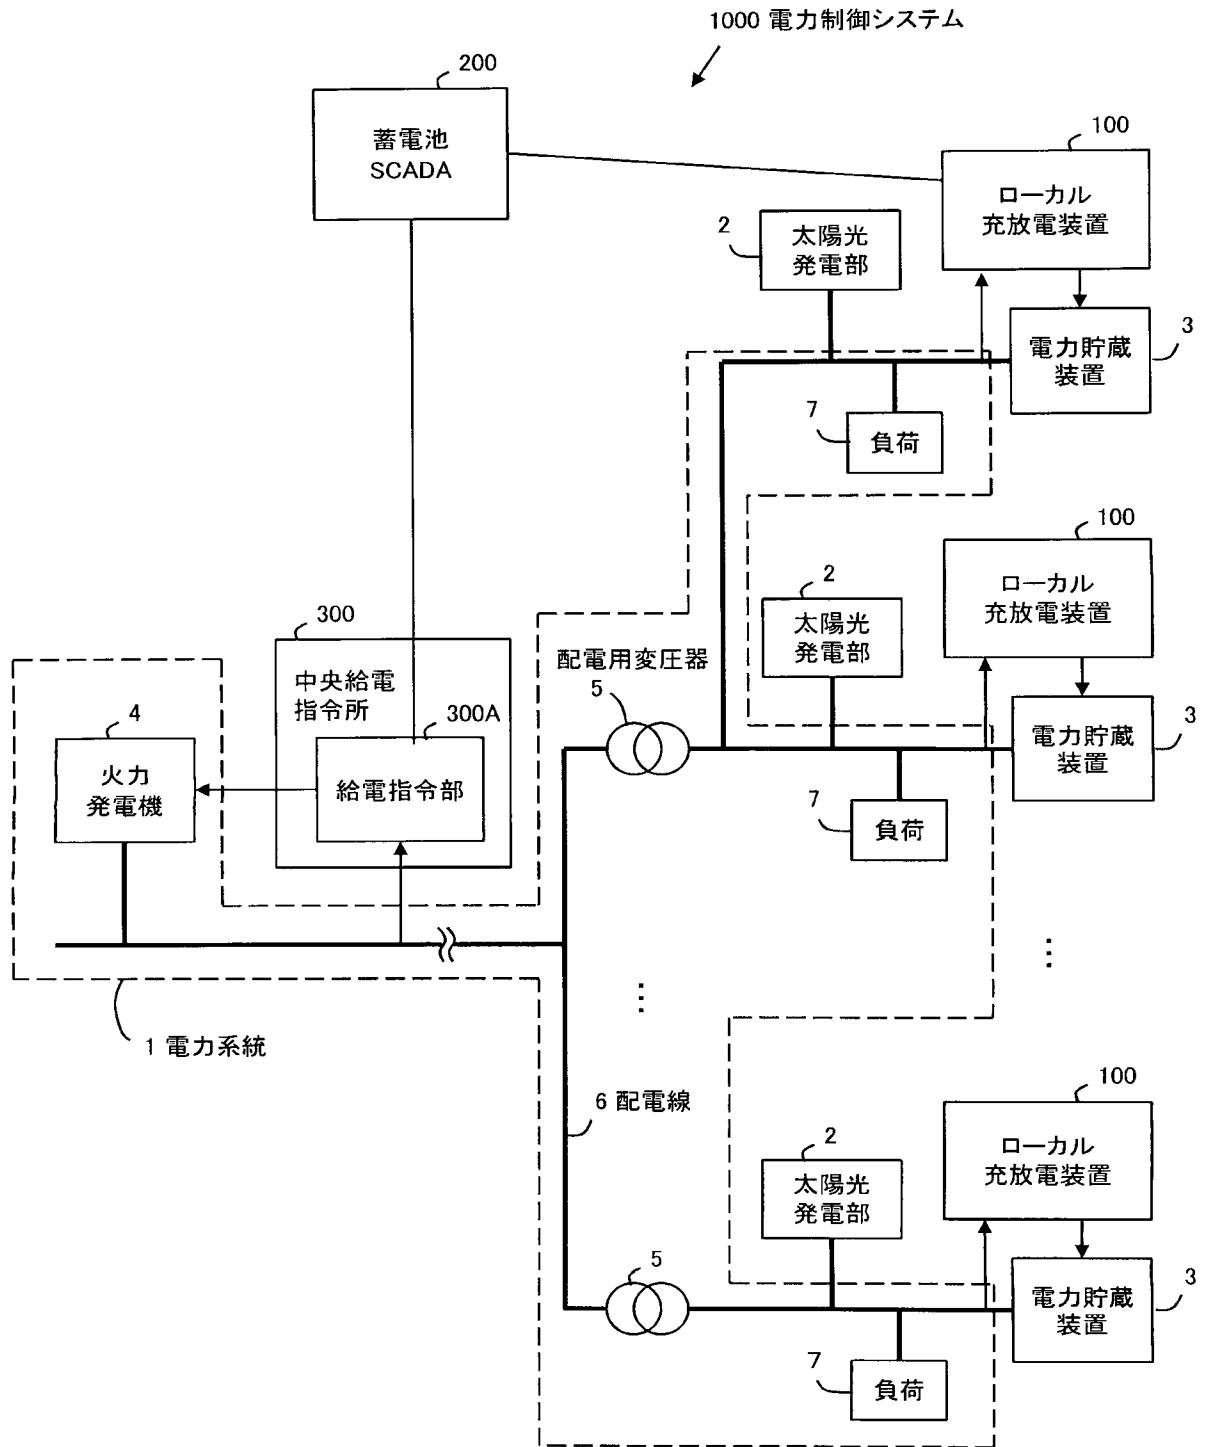 1000 電力制御システム
200
蓄電池
SCADA
100
ローカル
充放電装置
2
太陽光
発電部
3
電力貯蔵
装置
7
負荷
100
ローカル
充放電装置
2
太陽光
発電部
300
中央給電
指令所
配電用変圧器
5
3
電力貯蔵
装置
4
300A
火力
発電機
給電指令部
7
負荷
1 電力系統
6 配電線
100
ローカル
充放電装置
2
太陽光
発電部
5
3
電力貯蔵
装置
7
負荷